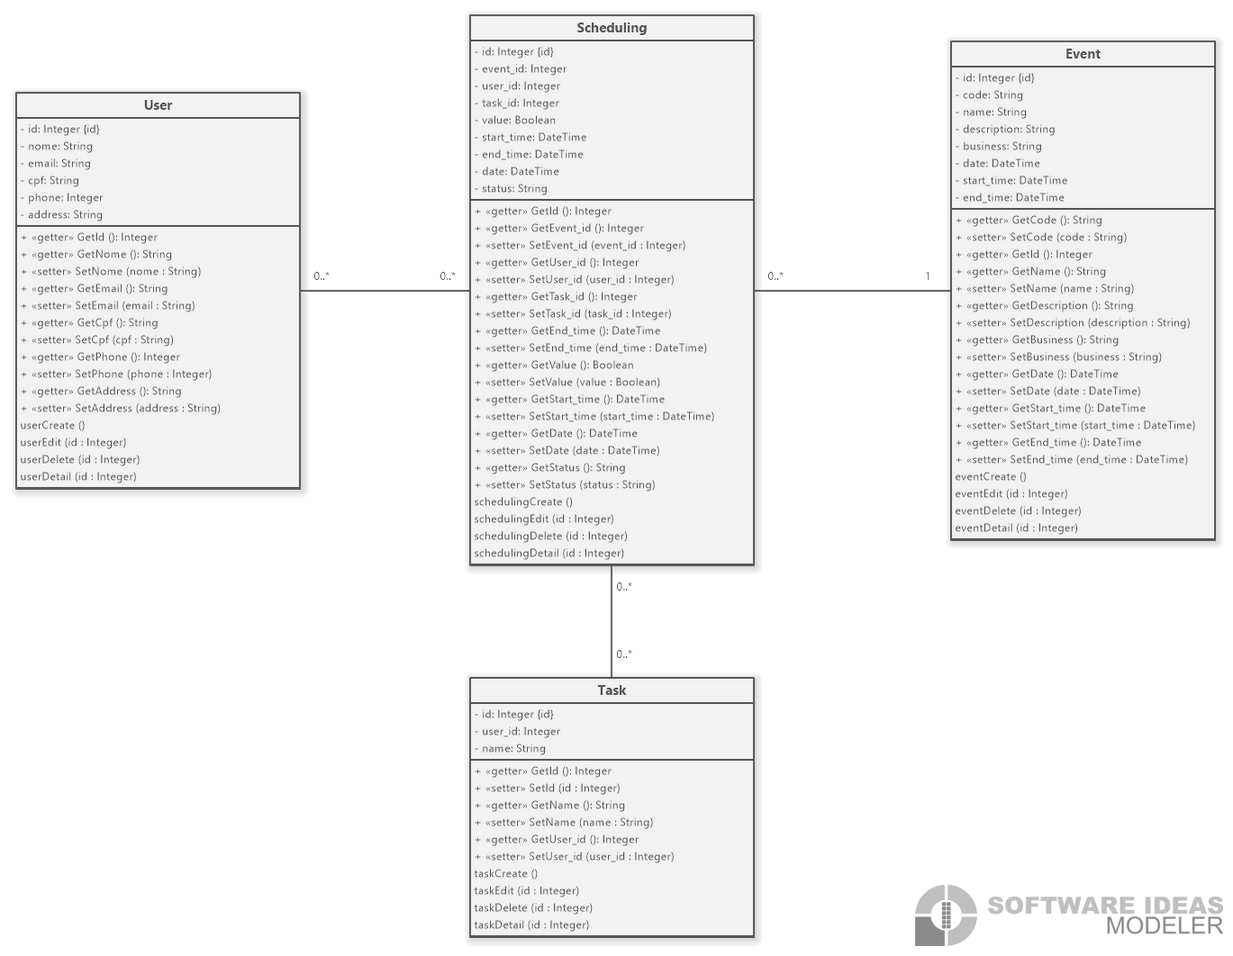 User
- id: Integer {id}
- nome: String
- email: String
- cpf: String
- phone: Integer
- address: String
+ «getter» GetId (): Integer
+ «getter» GetNome (): String
+ «setter» SetNome (nome : String)
+ «getter» GetEmail (): String
+ «setter» SetEmail (email : String)
+ «getter» GetCpf (): String
+ «setter» SetCpf (cpf : String)
+ «getter» GetPhone (): Integer
+ «setter» SetPhone (phone : Integer)
+ «getter» GetAddress (): String
+ «setter» SetAddress (address : String)
userCreate ()
userEdit (id : Integer)
userDelete (id : Integer)
userDetail (id : Integer)
0..*
0..*
Scheduling
- id: Integer {id}
- event_id: Integer
- user_id: Integer
- task_id: Integer
- value: Boolean
- start_time: DateTime
- end_time: DateTime
- date: DateTime
- status: String
+ «getter» GetId (): Integer
+ «getter» GetEvent_id (): Integer
+ «setter» SetEvent_id (event_id : Integer)
+ «getter» GetUser_id (): Integer
+ «setter» SetUser_id (user_id : Integer)
+ «getter» GetTask_id (): Integer
+ «setter» SetTask_id (task_id : Integer)
+ «getter» GetEnd_time (): DateTime
+ «setter» SetEnd_time (end_time : DateTime)
+ «getter» GetValue (): Boolean
+ «setter» SetValue (value : Boolean)
+ «getter» GetStart_time (): DateTime
+ «setter» SetStart_time (start_time : DateTime)
+ «getter» GetDate (): DateTime
+ «setter» SetDate (date : DateTime)
+ «getter» GetStatus (): String
+ «setter» SetStatus (status : String)
schedulingCreate ()
schedulingEdit (id : Integer)
schedulingDelete (id : Integer)
schedulingDetail (id : Integer)
0..*
1
Event
- id: Integer {id}
- code: String
- name: String
- description: String
- business: String
- date: DateTime
- start_time: DateTime
- end_time: DateTime
+ «getter» GetCode (): String
+ «setter» SetCode (code : String)
+ «getter» GetId (): Integer
+ «getter» GetName (): String
+ «setter» SetName (name : String)
+ «getter» GetDescription (): String
+ «setter» SetDescription (description : String)
+ «getter» GetBusiness (): String
+ «setter» SetBusiness (business : String)
+ «getter» GetDate (): DateTime
+ «setter» SetDate (date : DateTime)
+ «getter» GetStart_time (): DateTime
+ «setter» SetStart_time (start_time : DateTime)
+ «getter» GetEnd_time (): DateTime
+ «setter» SetEnd_time (end_time : DateTime)
eventCreate ()
eventEdit (id : Integer)
eventDelete (id : Integer)
eventDetail (id : Integer)
0..*
0..*
Task
- id: Integer {id}
- user_id: Integer
- name: String
+ «getter» GetId (): Integer
+ «setter» SetId (id : Integer)
+ «getter» GetName (): String
+ «setter» SetName (name : String)
+ «getter» GetUser_id (): Integer
+ «setter» SetUser_id (user_id : Integer)
taskCreate ()
taskEdit (id : Integer)
taskDelete (id : Integer)
taskDetail (id : Integer)
SOFTWARE IDEAS
MODELER